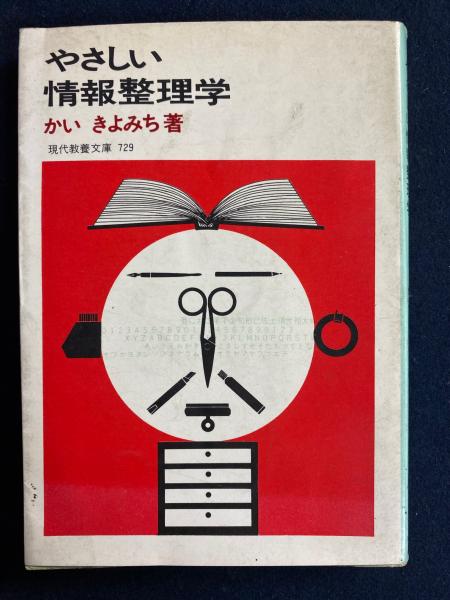 やさしい
情報整理学
かい きよみち著
現代教養文庫 729